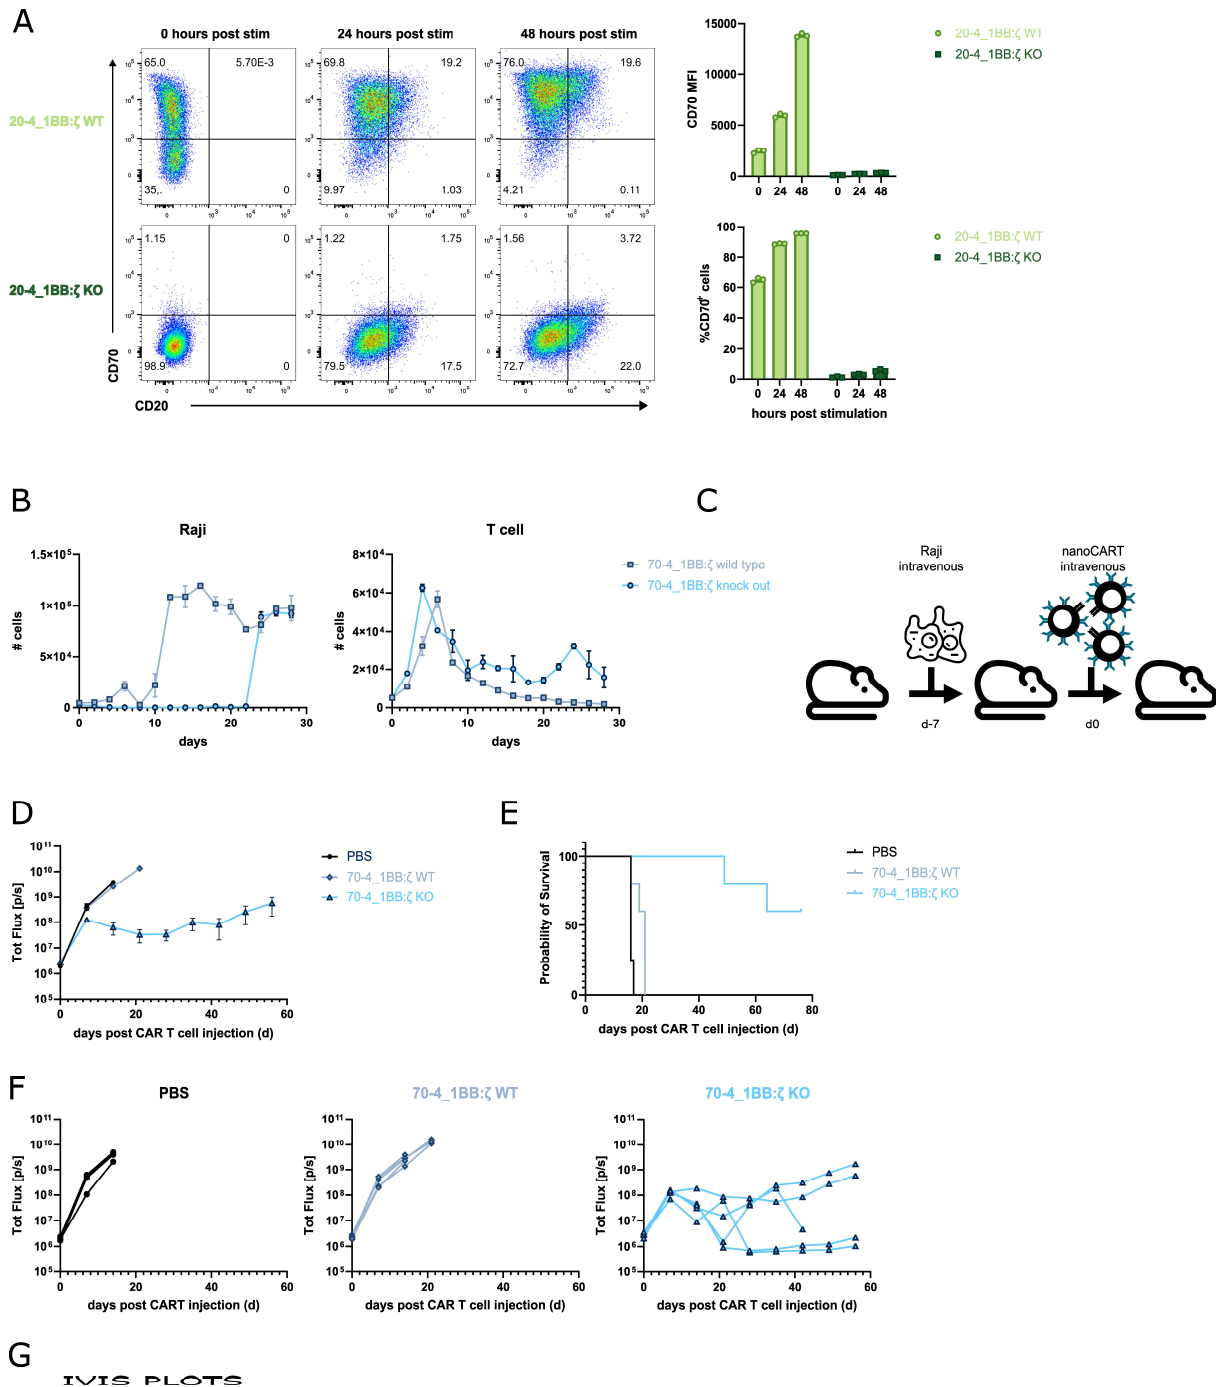 A
0 hours post stim
24 hours post stim
48 hours post stim
20-4_1BB:ζ WT
20-4_1BB:ζ KO
65.0
5.70E-3
35,.
0
69.8
19.2
9.97
1.03
76.0
19.6
4.21
0.11
1.15
0
98.9
0
1.22
1.75
79.5
17.5
1.56
3.72
72.7
22.0
10⁵
10⁴
10³
0
0
10³
10⁴
10⁵
CD70
CD20
CD70 MFI
15000
10000
5000
0
0 24 48 0 24 48
20-4_1BB:ζ WT
20-4_1BB:ζ KO
%CD70⁺ cells
100
80
60
40
20
0
0 24 48 0 24 48
hours post stimulation
20-4_1BB:ζ WT
20-4_1BB:ζ KO
B
Raji
# cells
1.5×10⁵
1×10⁵
5×10⁴
0
0 10 20 30
days
T cell
# cells
8×10⁴
6×10⁴
4×10⁴
2×10⁴
0
0 10 20 30
days
70-4_1BB:ζ wild type
70-4_1BB:ζ knock out
C
Raji
intravenous
nanoCART
intravenous
d-7
d0
D
Tot Flux [p/s]
10¹¹
10¹⁰
10⁹
10⁸
10⁷
10⁶
10⁵
0 20 40 60
days post CAR T cell injection (d)
PBS
70-4_1BB:ζ WT
70-4_1BB:ζ KO
E
Probability of Survival
100
50
0
0 20 40 60 80
days post CAR T cell injection (d)
PBS
70-4_1BB:ζ WT
70-4_1BB:ζ KO
F
PBS
Tot Flux [p/s]
10¹¹
10¹⁰
10⁹
10⁸
10⁷
10⁶
10⁵
0 20 40 60
days post CART injection (d)
70-4_1BB:ζ WT
Tot Flux [p/s]
10¹¹
10¹⁰
10⁹
10⁸
10⁷
10⁶
10⁵
0 20 40 60
days post CAR T cell injection (d)
70-4_1BB:ζ KO
Tot Flux [p/s]
10¹¹
10¹⁰
10⁹
10⁸
10⁷
10⁶
10⁵
0 20 40 60
days post CAR T cell injection (d)
G
IVIS PLOTS